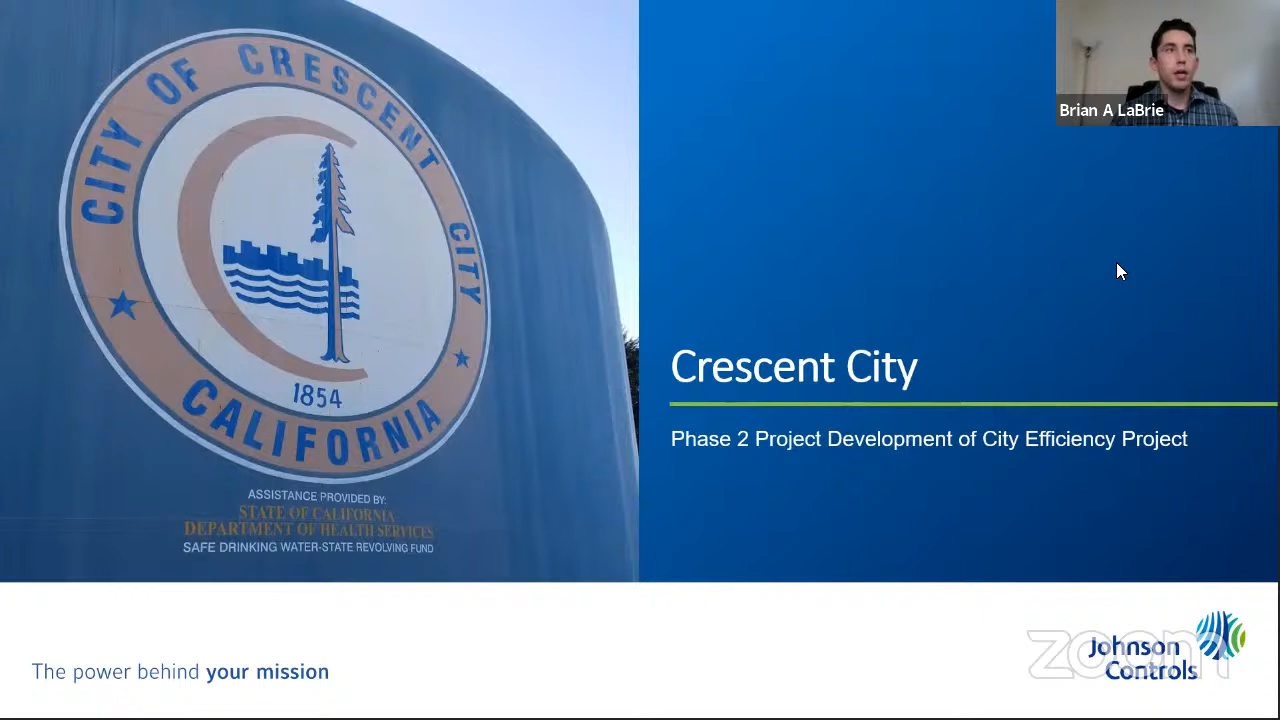 CITY OF CRESCENT CITY
CALIFORNIA
1854
ASSISTANCE PROVIDED BY:
STATE OF CALIFORNIA
DEPARTMENT OF HEALTH SERVICES
SAFE DRINKING WATER-STATE REVOLVING FUND
Brian A LaBrie
Crescent City
Phase 2 Project Development of City Efficiency Project
The power behind your mission
zoom
Johnson
Controls